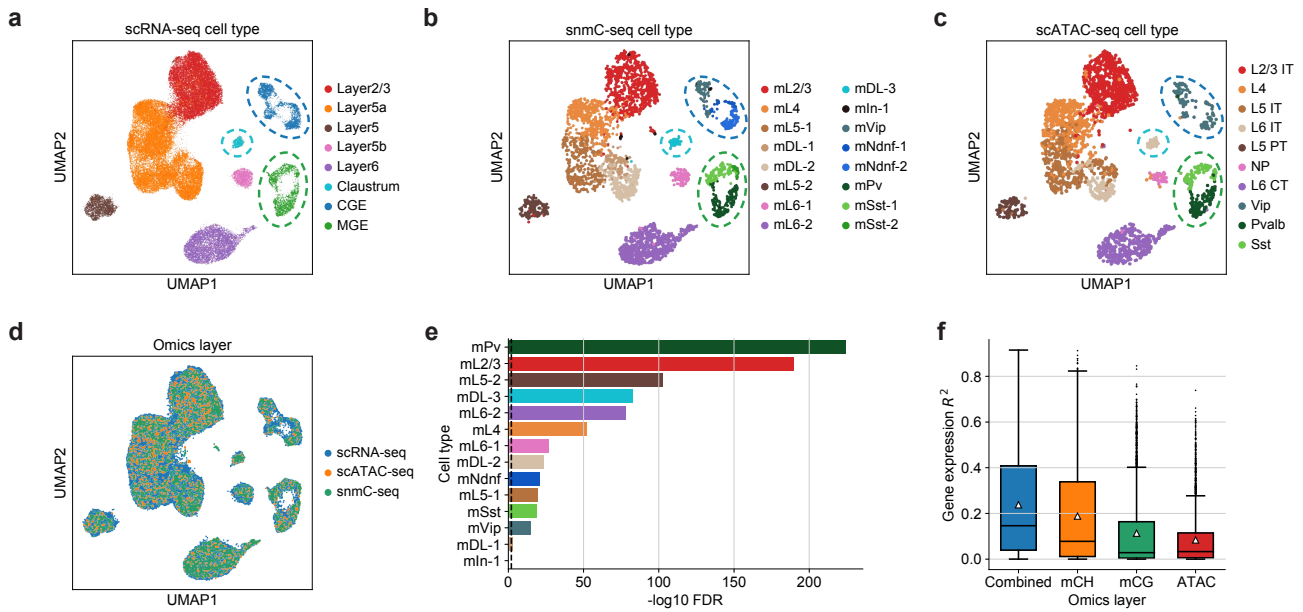 a
scRNA-seq cell type
UMAP2
UMAP1
Layer2/3
Layer5a
Layer5
Layer5b
Layer6
Claustrum
CGE
MGE
b
snmC-seq cell type
UMAP2
UMAP1
mL2/3
mL4
mL5-1
mDL-1
mDL-2
mL5-2
mL6-1
mL6-2
mDL-3
mIn-1
mVip
mNdnf-1
mNdnf-2
mPv
mSst-1
mSst-2
c
scATAC-seq cell type
UMAP2
UMAP1
L2/3 IT
L4
L5 IT
L6 IT
L5 PT
NP
L6 CT
Vip
Pvalb
Sst
d
Omics layer
UMAP2
UMAP1
scRNA-seq
scATAC-seq
snmC-seq
e
Cell type
mPv
mL2/3
mL5-2
mDL-3
mL6-2
mL4
mL6-1
mDL-2
mNdnf
mL5-1
mSst
mVip
mDL-1
mIn-1
0 50 100 150 200
-log10 FDR
f
Gene expression R²
0.8
0.6
0.4
0.2
0.0
Combined mCH mCG ATAC
Omics layer